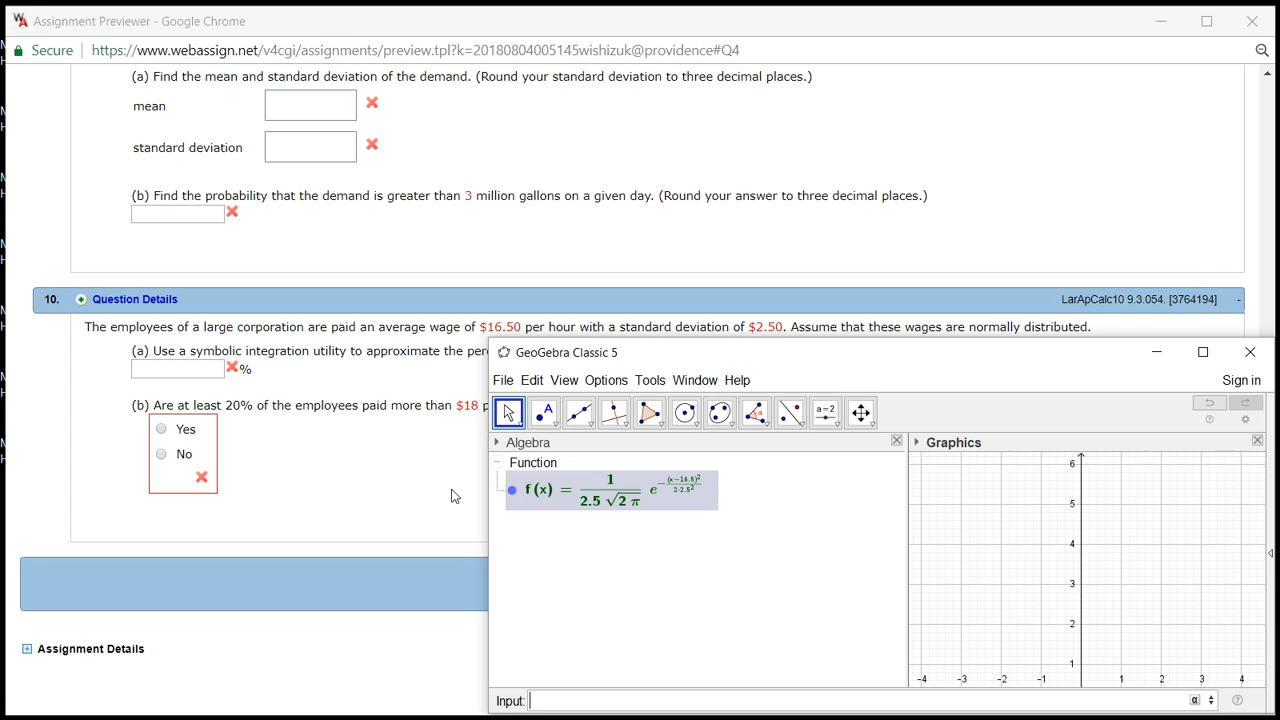 Assignment Previewer - Google Chrome
Secure https://www.webassign.net/v4cgi/assignments/preview.tpl?k=20180804005145wishizuk@providence#Q4
(a) Find the mean and standard deviation of the demand. (Round your standard deviation to three decimal places.)
mean
standard deviation
(b) Find the probability that the demand is greater than 3 million gallons on a given day. (Round your answer to three decimal places.)
10. Question Details LarApCalc10 9.3.054. [3764194] -
The employees of a large corporation are paid an average wage of $16.50 per hour with a standard deviation of $2.50. Assume that these wages are normally distributed.
(a) Use a symbolic integration utility to approximate the per
%
(b) Are at least 20% of the employees paid more than $18 p
Yes
No
Assignment Details
GeoGebra Classic 5
File Edit View Options Tools Window Help Sign in
A a=2
Algebra Graphics
Function
f(x) = 1 / (2.5 √2 π) e^(-(x-16.5)²/(2·2.5²))
6
5
4
3
2
1
-4 -3 -2 -1 1 2 3 4
Input: α